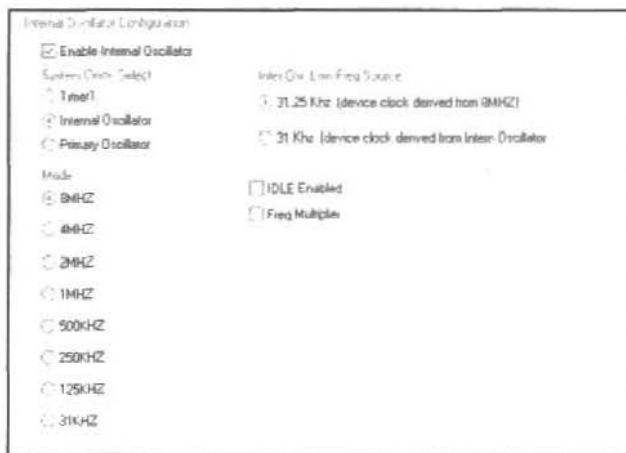 Internal Oscillator Configuration
Enable Internal Oscillator
System Clock Select
Timer1
Internal Oscillator
Primary Oscillator
Inter Osc Low Freq Source
31.25 Khz (device clock derived from 8MHZ)
31 Khz (device clock derived from Intern Oscillator
Mode
8MHZ
4MHZ
2MHZ
1MHZ
500KHZ
250KHZ
125KHZ
31KHZ
IDLE Enabled
Freq Multiplier